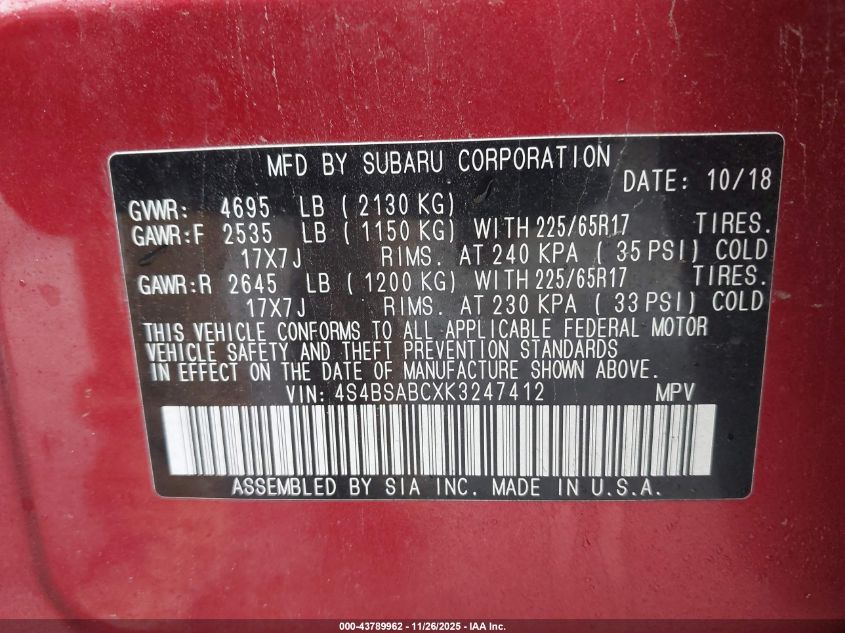 MFD BY SUBARU CORPORATION
DATE: 10/18
GVWR: 4695 LB ( 2130 KG)
GAWR:F 2535 LB ( 1150 KG) WITH 225/65R17 TIRES.
17X7J RIMS. AT 240 KPA ( 35 PSI) COLD
GAWR:R 2645 LB ( 1200 KG) WITH 225/65R17 TIRES.
17X7J RIMS. AT 230 KPA ( 33 PSI) COLD
THIS VEHICLE CONFORMS TO ALL APPLICABLE FEDERAL MOTOR
VEHICLE SAFETY AND THEFT PREVENTION STANDARDS
IN EFFECT ON THE DATE OF MANUFACTURE SHOWN ABOVE.
VIN: 4S4BSABCXK3247412 MPV
ASSEMBLED BY SIA INC. MADE IN U.S.A.
000-43789962 - 11/26/2025 - IAA Inc.